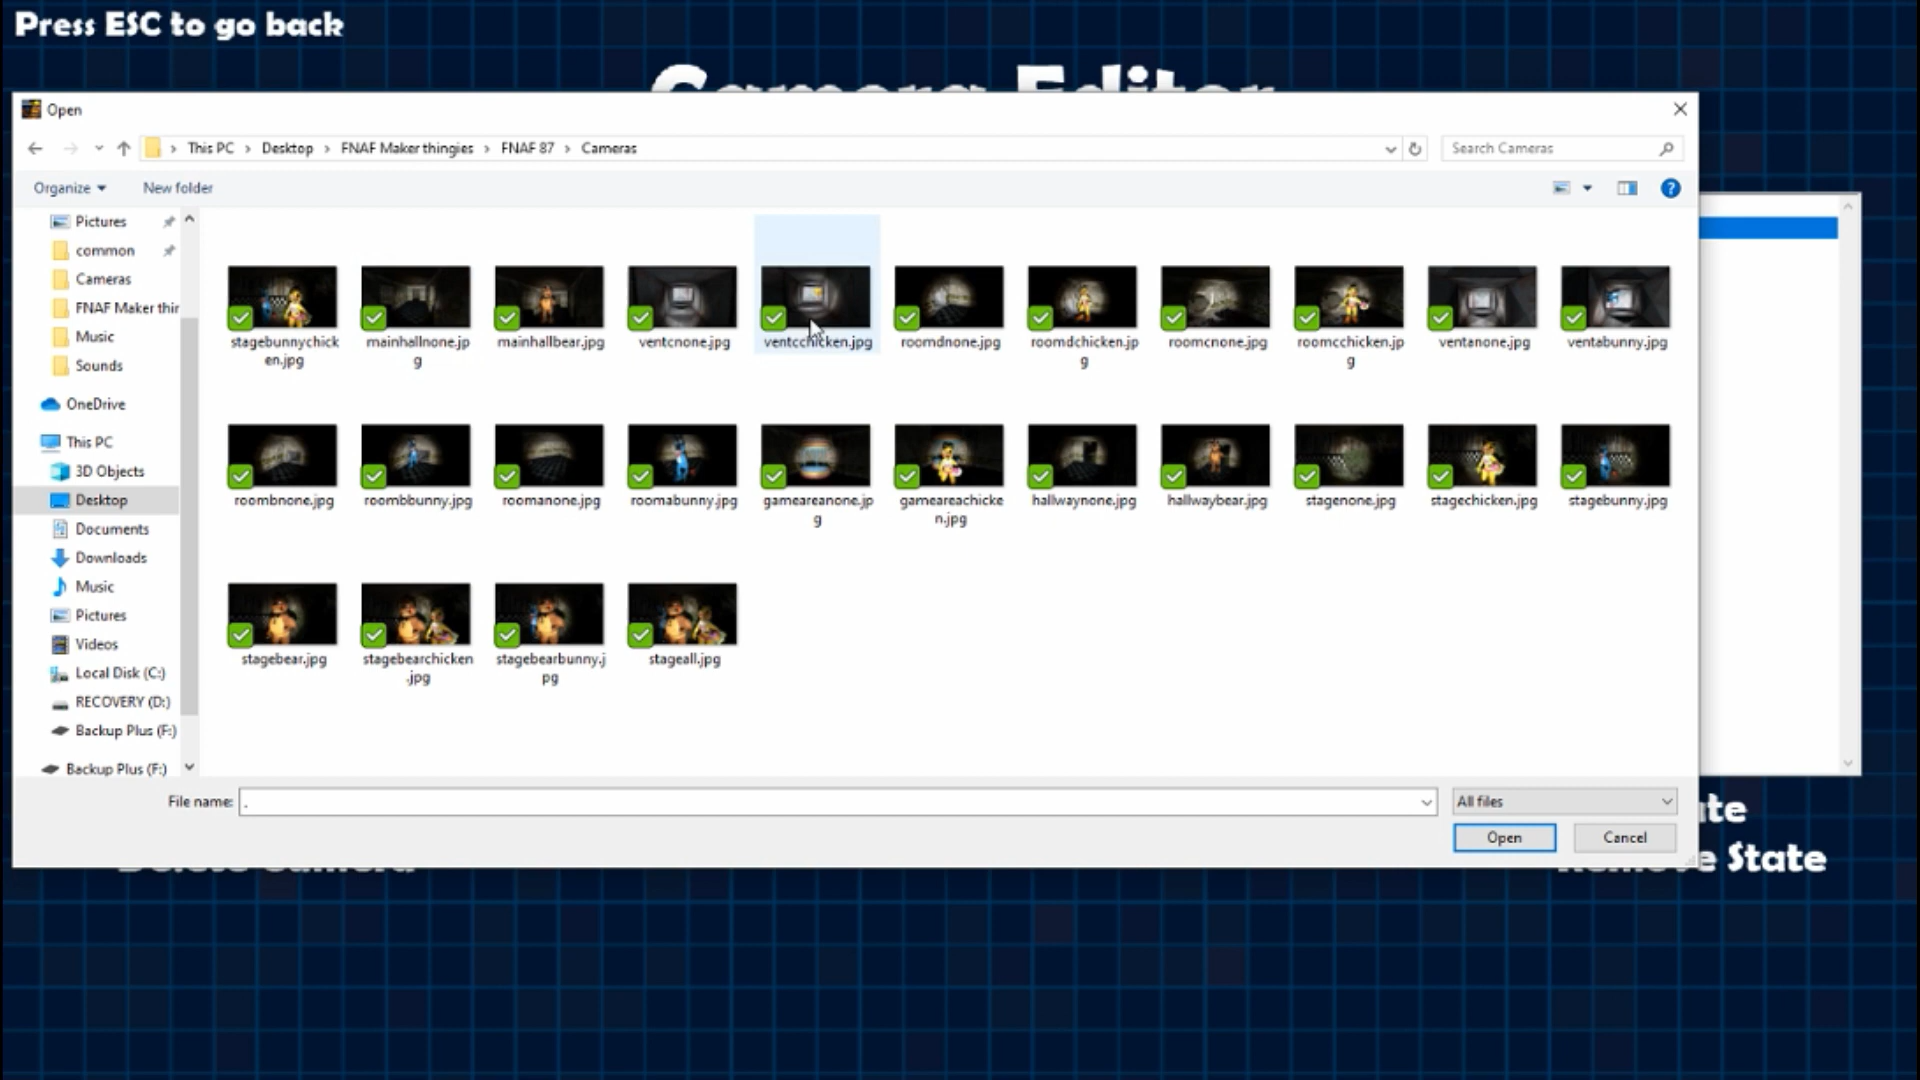 Press ESC to go back
Camera Editor
Open
This PC > Desktop > FNAF Maker thingies > FNAF 87 > Cameras
Search Cameras
Organize
New folder
Pictures
common
Cameras
FNAF Maker thir
Music
Sounds
OneDrive
This PC
3D Objects
Desktop
Documents
Downloads
Music
Pictures
Videos
Local Disk (C:)
RECOVERY (D:)
Backup Plus (F:)
Backup Plus (F:)
stagebunnychick
en.jpg
mainhallnone.jp
g
mainhallbear.jpg
ventcnone.jpg
ventcchicken.jpg
roomdnone.jpg
roomdchicken.jp
g
roomcnone.jpg
roomcchicken.jp
g
ventanone.jpg
ventabunny.jpg
roombnone.jpg
roombbunny.jpg
roomanone.jpg
roomabunny.jpg
gameareanone.jp
g
gameareachicke
n.jpg
hallwaynone.jpg
hallwaybear.jpg
stagenone.jpg
stagechicken.jpg
stagebunny.jpg
stagebear.jpg
stagebearchicken
.jpg
stagebearbunny.j
pg
stageall.jpg
File name: .
All files
Open
Cancel
Delete Camera
Remove State